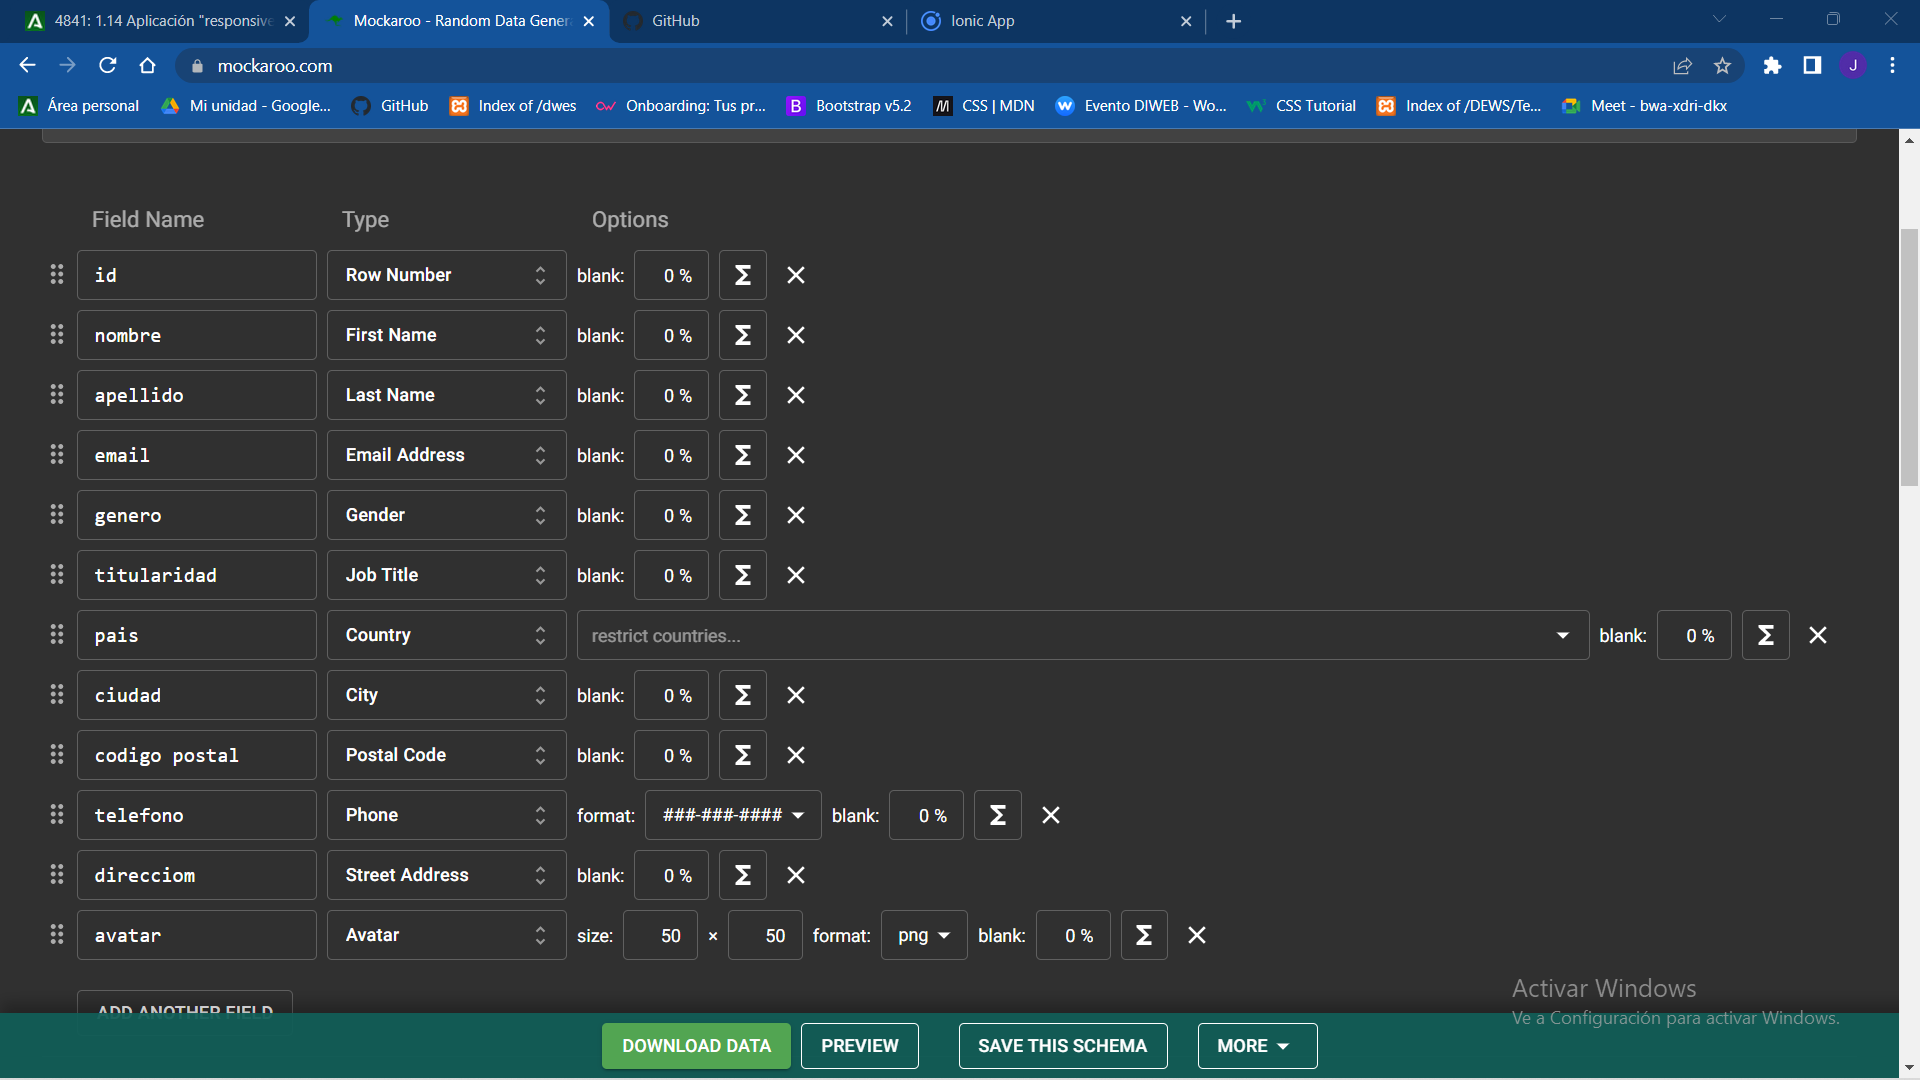 4841: 1.14 Aplicación "responsive
Mockaroo - Random Data Genera
GitHub
Ionic App
mockaroo.com
J
Área personal
Mi unidad - Google...
GitHub
Index of /dwes
Onboarding: Tus pr...
Bootstrap v5.2
CSS | MDN
Evento DIWEB - Wo...
CSS Tutorial
Index of /DEWS/Te...
Meet - bwa-xdri-dkx
Field Name Type Options
id Row Number blank: 0 % Σ
nombre First Name blank: 0 % Σ
apellido Last Name blank: 0 % Σ
email Email Address blank: 0 % Σ
genero Gender blank: 0 % Σ
titularidad Job Title blank: 0 % Σ
pais Country restrict countries... blank: 0 % Σ
ciudad City blank: 0 % Σ
codigo postal Postal Code blank: 0 % Σ
telefono Phone format: ###-###-#### blank: 0 % Σ
direcciom Street Address blank: 0 % Σ
avatar Avatar size: 50 × 50 format: png blank: 0 % Σ
ADD ANOTHER FIELD
Activar Windows
Ve a Configuración para activar Windows.
DOWNLOAD DATA PREVIEW SAVE THIS SCHEMA MORE